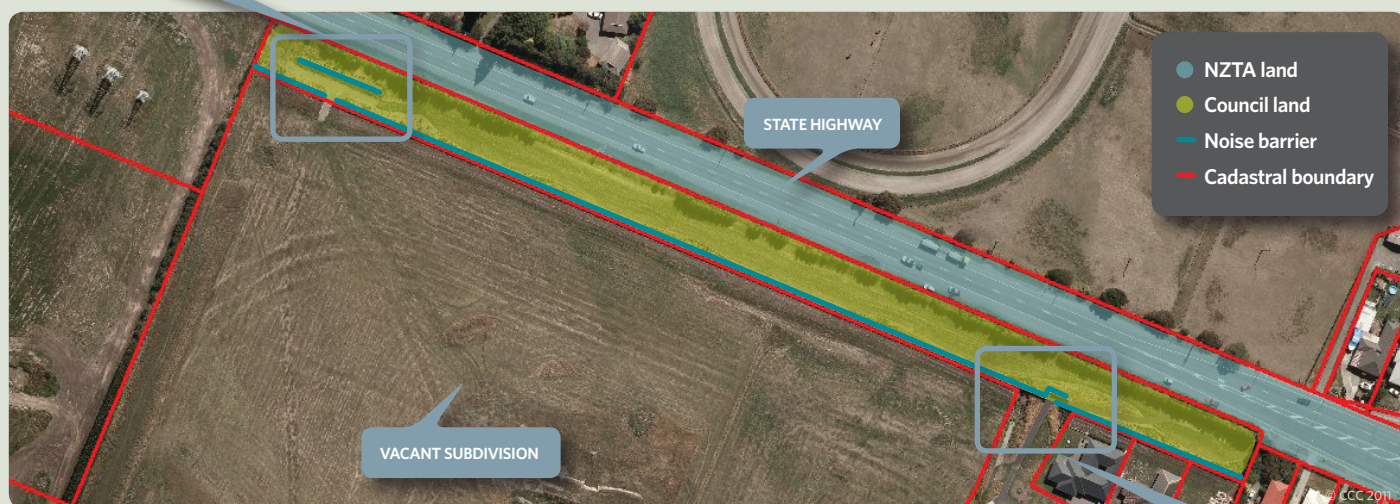 STATE HIGHWAY
NZTA land
Council land
Noise barrier
Cadastral boundary
VACANT SUBDIVISION
© CCC 2011